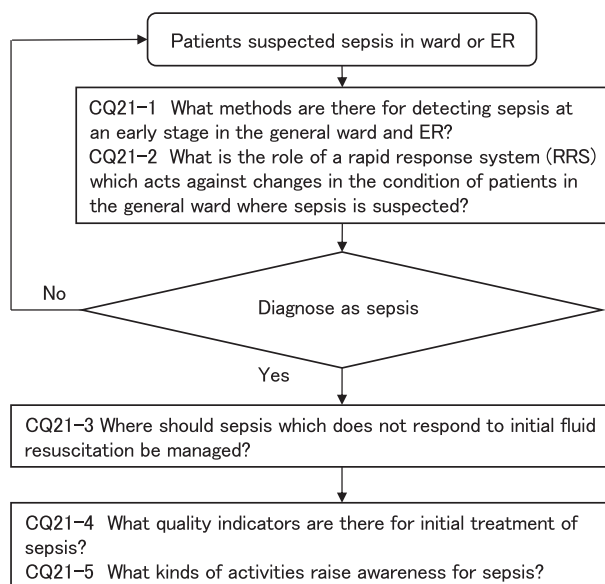 Patients suspected sepsis in ward or ER
CQ21-1 What methods are there for detecting sepsis at
an early stage in the general ward and ER?
CQ21-2 What is the role of a rapid response system (RRS)
which acts against changes in the condition of patients in
the general ward where sepsis is suspected?
No
Diagnose as sepsis
Yes
CQ21-3 Where should sepsis which does not respond to initial fluid
resuscitation be managed?
CQ21-4 What quality indicators are there for initial treatment of
sepsis?
CQ21-5 What kinds of activities raise awareness for sepsis?